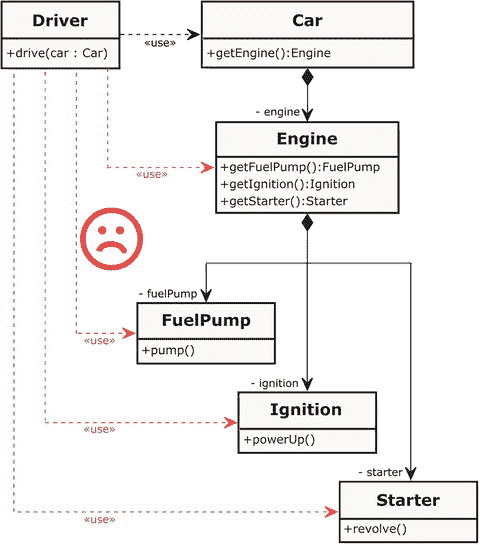 Driver
+drive(car : Car)
«use»
Car
+getEngine():Engine
- engine
Engine
+getFuelPump():FuelPump
+getIgnition():Ignition
+getStarter():Starter
«use»
- fuelPump
FuelPump
+pump()
«use»
- ignition
Ignition
+powerUp()
«use»
- starter
Starter
+revolve()
«use»